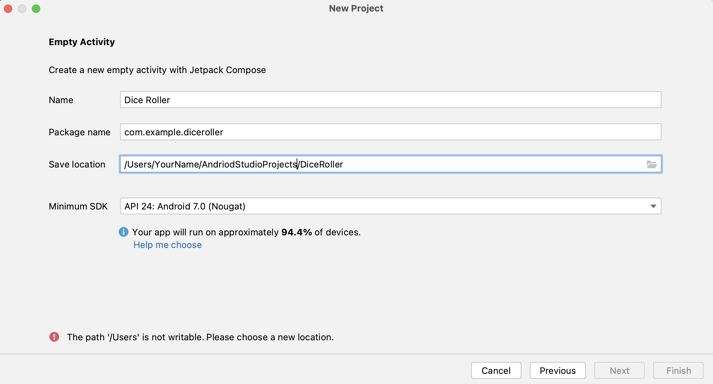 New Project
Empty Activity
Create a new empty activity with Jetpack Compose
Name Dice Roller
Package name com.example.diceroller
Save location /Users/YourName/AndriodStudioProjects/DiceRoller
Minimum SDK API 24: Android 7.0 (Nougat)
Your app will run on approximately 94.4% of devices.
Help me choose
The path '/Users' is not writable. Please choose a new location.
Cancel Previous Next Finish